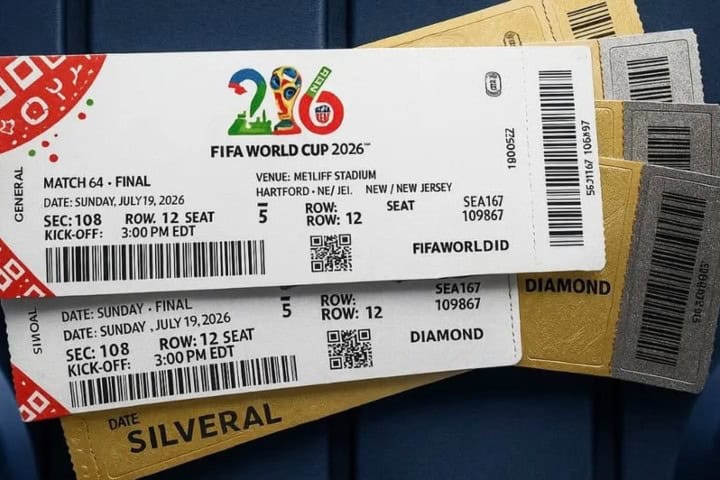 GENERAL
216
FIFA WORLD CUP 2026™
MATCH 64 • FINAL
DATE: SUNDAY, JULY 19, 2026
SEC: 108 ROW. 12 SEAT 5
KICK-OFF: 3:00 PM EDT
VENUE: ME1LIFF STADIUM
HARTFORD • NE/ JEI. NEW / NEW JERSEY
ROW: SEAT
ROW: 12
SEA167
109867
FIFAWORLDID
DATE: SUNDAY • FINAL
DATE: SUNDAY, JULY 19, 2026
SEC: 108 ROW: 12 SEAT 5
KICK-OFF: 3:00 PM EDT
ROW:
ROW: 12
SEA167
109867
DIAMOND
DIAMOND
DATE
SILVERAL